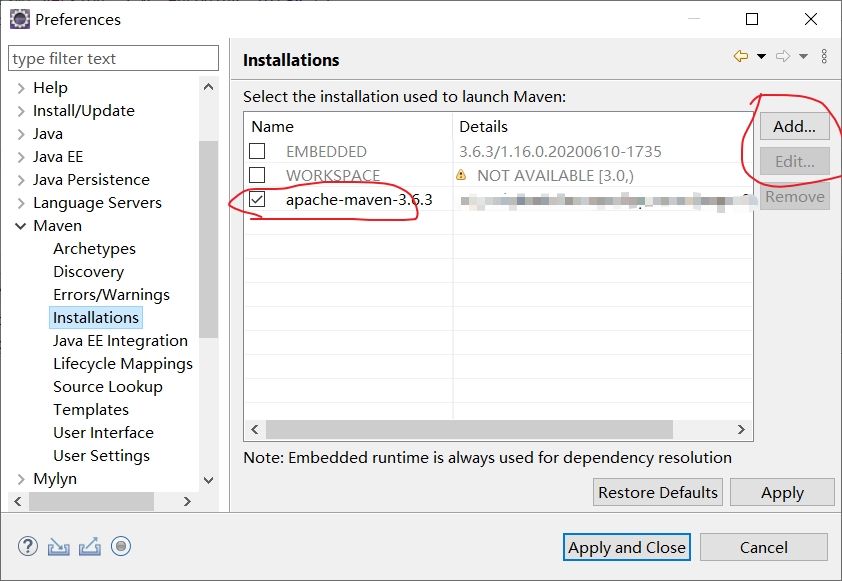 Preferences
type filter text
Installations
Help
Install/Update
Java
Java EE
Java Persistence
Language Servers
Maven
Archetypes
Discovery
Errors/Warnings
Installations
Java EE Integration
Lifecycle Mappings
Source Lookup
Templates
User Interface
User Settings
Mylyn
Select the installation used to launch Maven:
Name Details
EMBEDDED 3.6.3/1.16.0.20200610-1735
WORKSPACE NOT AVAILABLE [3.0,)
apache-maven-3.6.3
Add...
Edit...
Remove
Note: Embedded runtime is always used for dependency resolution
Restore Defaults Apply
Apply and Close Cancel